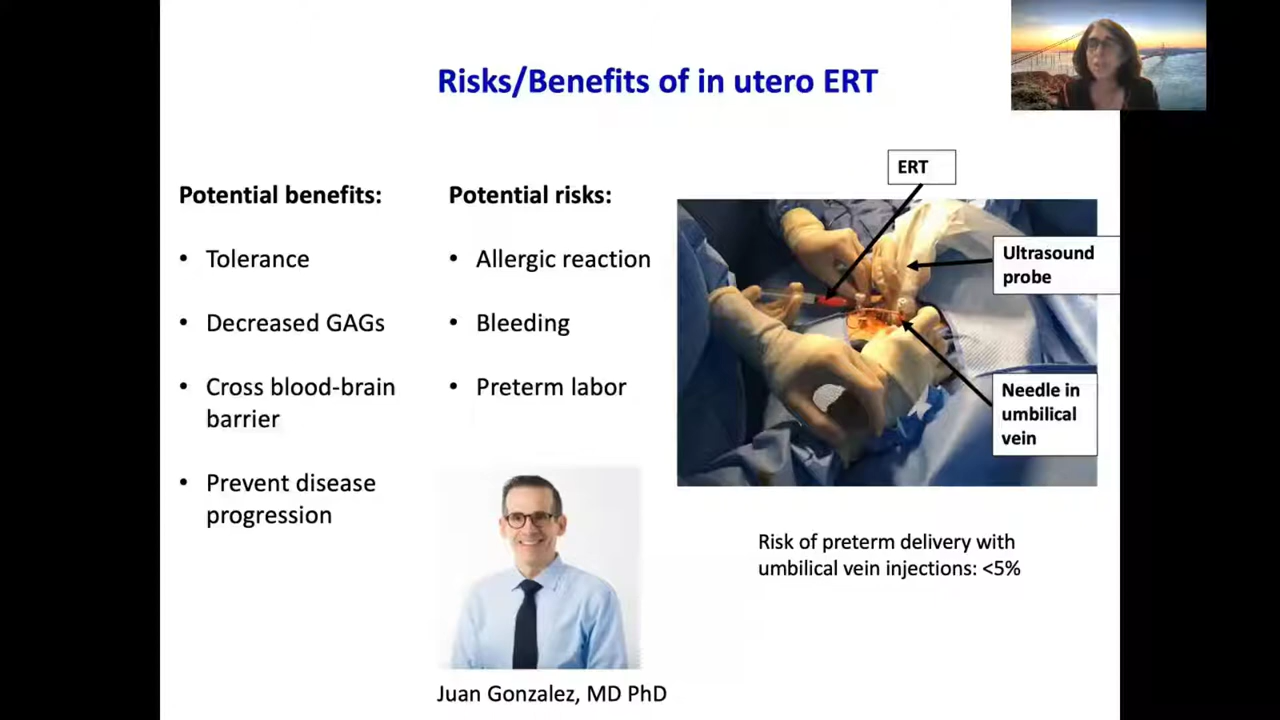 Risks/Benefits of in utero ERT
Potential benefits:
• Tolerance
• Decreased GAGs
• Cross blood-brain
barrier
• Prevent disease
progression
Potential risks:
• Allergic reaction
• Bleeding
• Preterm labor
Juan Gonzalez, MD PhD
ERT
Ultrasound
probe
Needle in
umbilical
vein
Risk of preterm delivery with
umbilical vein injections: <5%